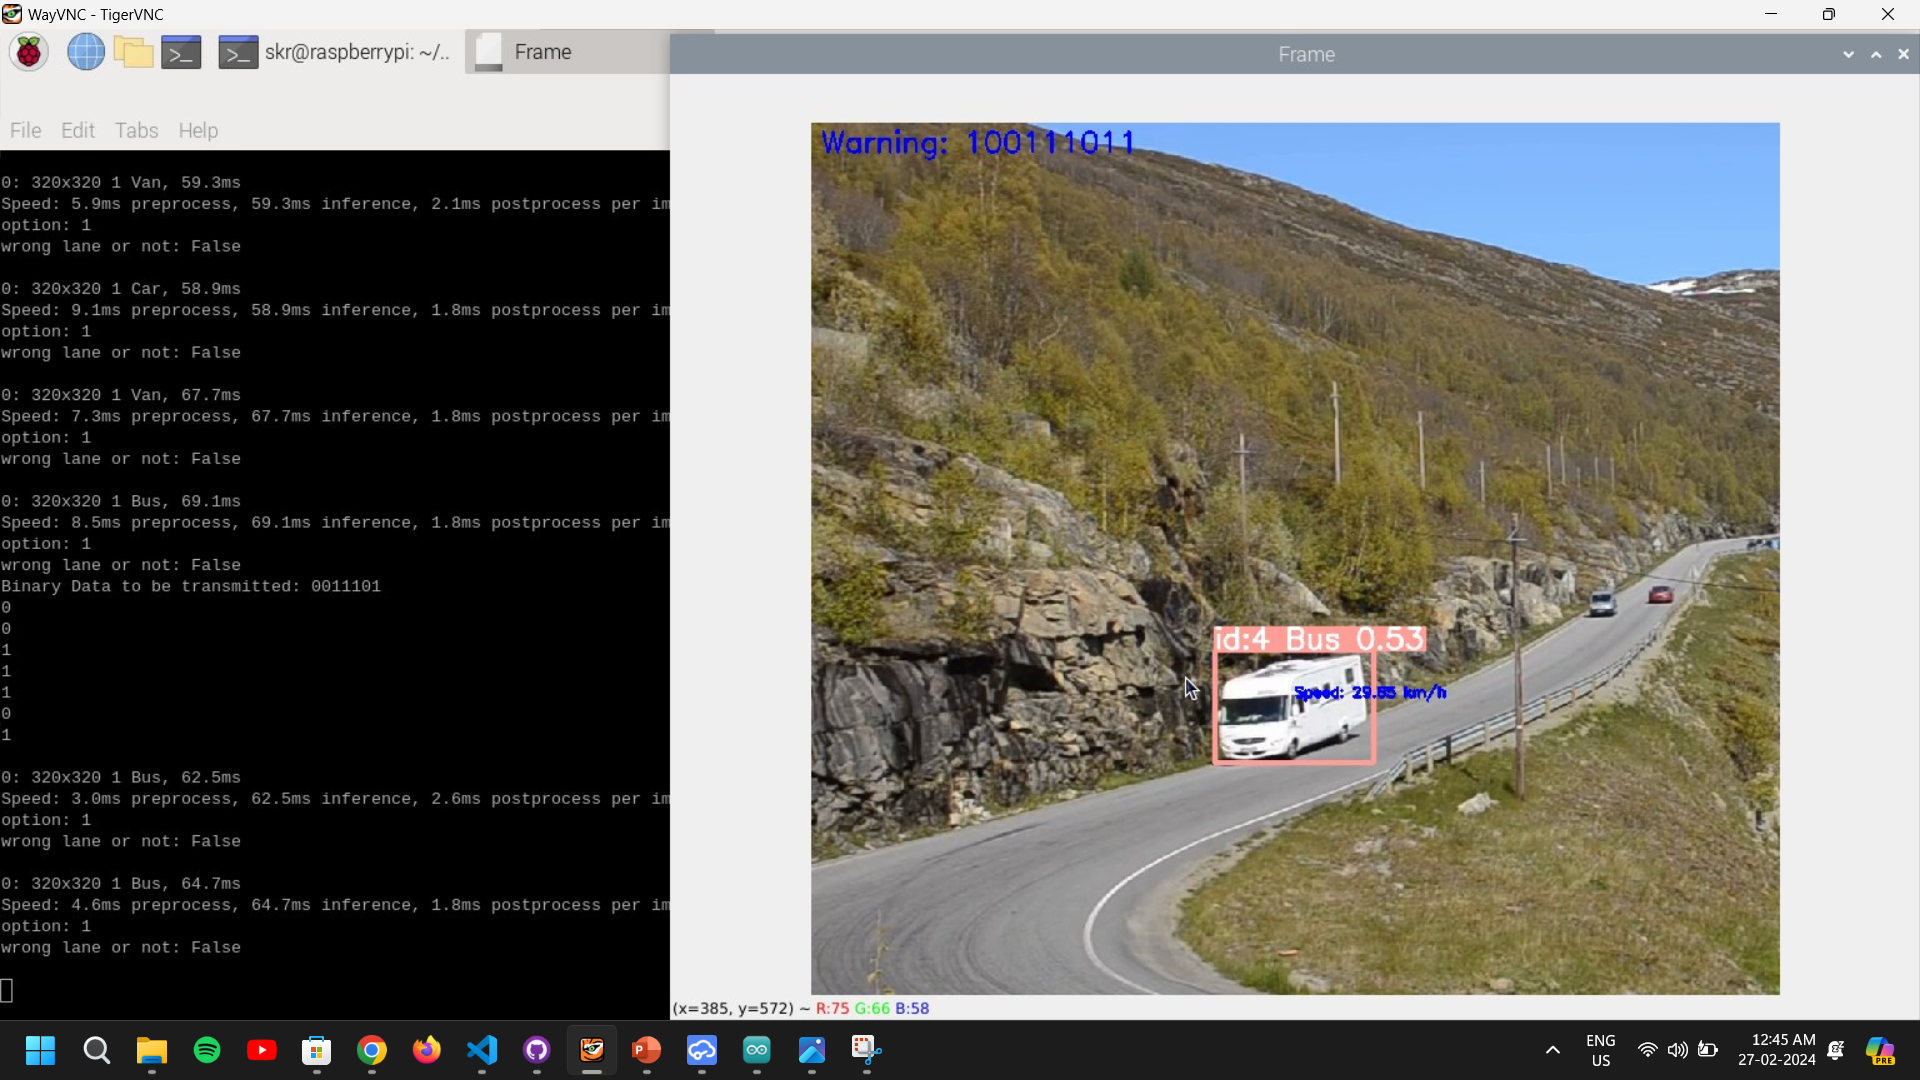 WayVNC - TigerVNC
skr@raspberrypi: ~/..
Frame
Frame
File Edit Tabs Help
0: 320x320 1 Van, 59.3ms
Speed: 5.9ms preprocess, 59.3ms inference, 2.1ms postprocess per im
option: 1
wrong lane or not: False
0: 320x320 1 Car, 58.9ms
Speed: 9.1ms preprocess, 58.9ms inference, 1.8ms postprocess per im
option: 1
wrong lane or not: False
0: 320x320 1 Van, 67.7ms
Speed: 7.3ms preprocess, 67.7ms inference, 1.8ms postprocess per im
option: 1
wrong lane or not: False
0: 320x320 1 Bus, 69.1ms
Speed: 8.5ms preprocess, 69.1ms inference, 1.8ms postprocess per im
option: 1
wrong lane or not: False
Binary Data to be transmitted: 0011101
0
0
1
1
1
0
1
0: 320x320 1 Bus, 62.5ms
Speed: 3.0ms preprocess, 62.5ms inference, 2.6ms postprocess per im
option: 1
wrong lane or not: False
0: 320x320 1 Bus, 64.7ms
Speed: 4.6ms preprocess, 64.7ms inference, 1.8ms postprocess per im
option: 1
wrong lane or not: False
Warning: 100111011
id:4 Bus 0.53
Speed: km/h
(x=385, y=572) ~ R:75 G:66 B:58
ENG
US
12:45 AM
27-02-2024
PRE